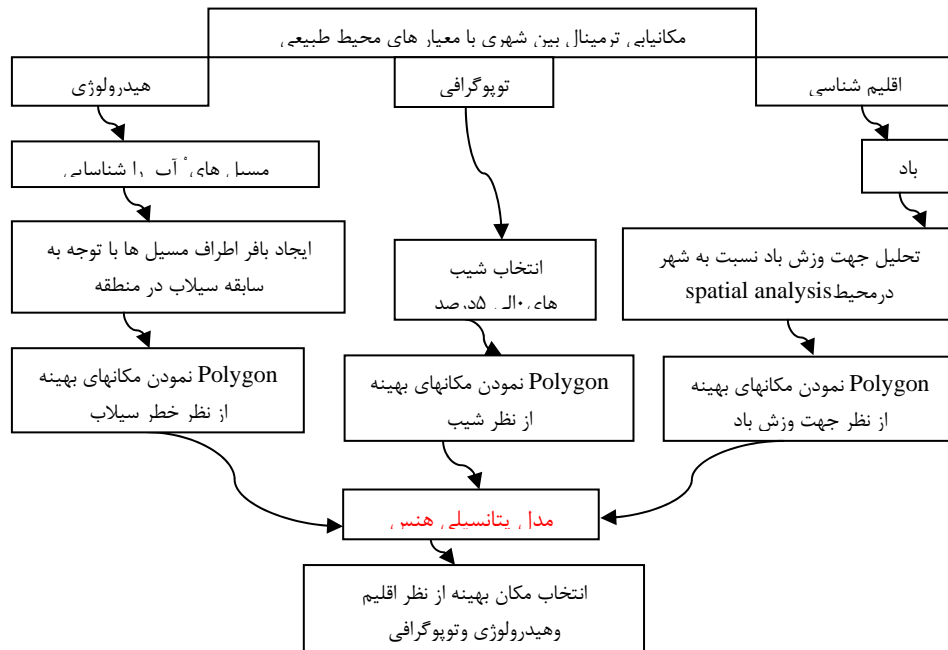 مکانیابی ترمینال بین شهری با معیار های محیط طبیعی
اقلیم شناسی
توپوگرافی
هیدرولوژی
باد
مسیل های آب را شناسایی
تحلیل جهت وزش باد نسبت به شهر
درمحیطspatial analysis
انتخاب شیب
های۰الی ۵درصد
ایجاد بافر اطراف مسیل ها با توجه به
سابقه سیلاب در منطقه
Polygon نمودن مکانهای بهینه
از نظر جهت وزش باد
Polygon نمودن مکانهای بهینه
از نظر شیب
Polygon نمودن مکانهای بهینه
از نظر خطر سیلاب
مدل پتانسیلی هنسن
انتخاب مکان بهینه از نظر اقلیم
وهیدرولوژی وتوپوگرافی